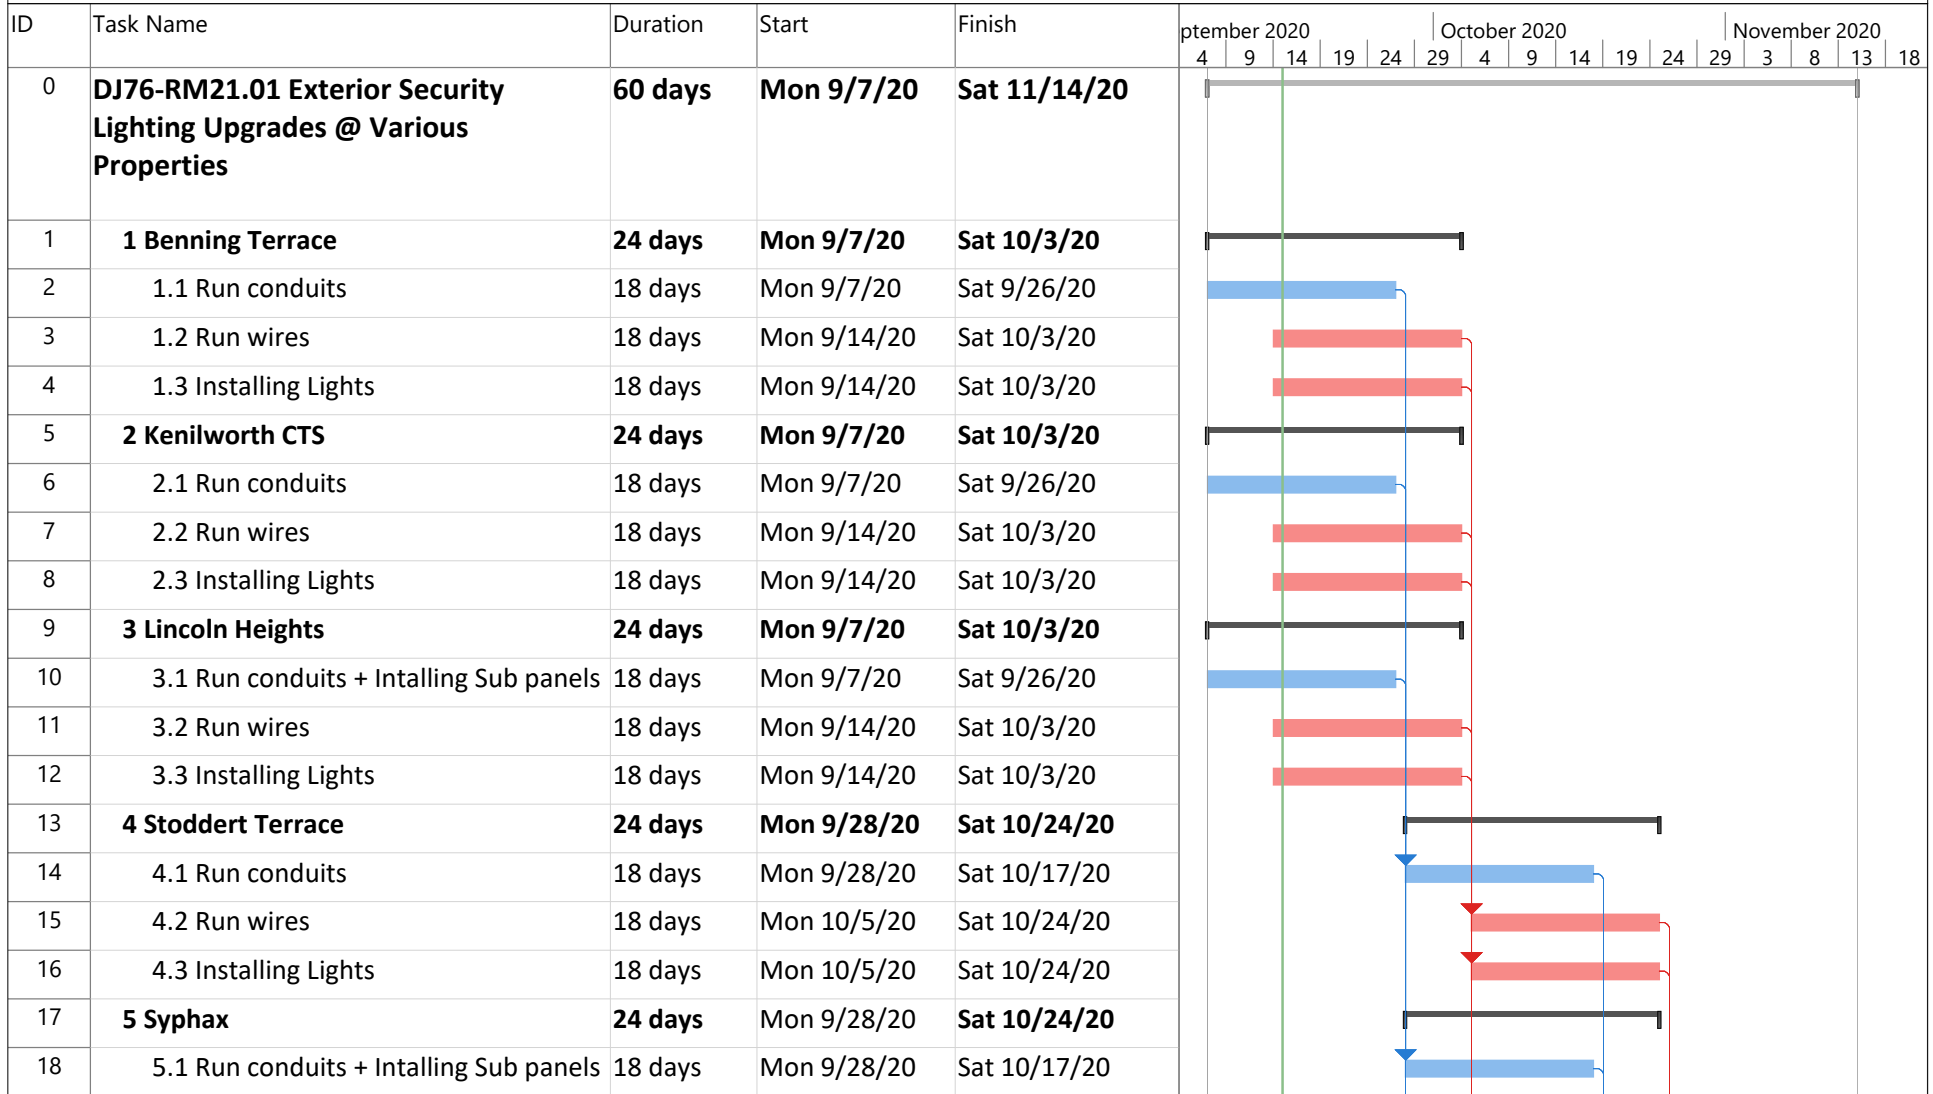 ID Task Name Duration Start Finish
ptember 2020 October 2020 November 2020
4 9 14 19 24 29 4 9 14 19 24 29 3 8 13 18
0 DJ76-RM21.01 Exterior Security 60 days Mon 9/7/20 Sat 11/14/20
Lighting Upgrades @ Various
Properties
1 1 Benning Terrace 24 days Mon 9/7/20 Sat 10/3/20
2 1.1 Run conduits 18 days Mon 9/7/20 Sat 9/26/20
3 1.2 Run wires 18 days Mon 9/14/20 Sat 10/3/20
4 1.3 Installing Lights 18 days Mon 9/14/20 Sat 10/3/20
5 2 Kenilworth CTS 24 days Mon 9/7/20 Sat 10/3/20
6 2.1 Run conduits 18 days Mon 9/7/20 Sat 9/26/20
7 2.2 Run wires 18 days Mon 9/14/20 Sat 10/3/20
8 2.3 Installing Lights 18 days Mon 9/14/20 Sat 10/3/20
9 3 Lincoln Heights 24 days Mon 9/7/20 Sat 10/3/20
10 3.1 Run conduits + Intalling Sub panels 18 days Mon 9/7/20 Sat 9/26/20
11 3.2 Run wires 18 days Mon 9/14/20 Sat 10/3/20
12 3.3 Installing Lights 18 days Mon 9/14/20 Sat 10/3/20
13 4 Stoddert Terrace 24 days Mon 9/28/20 Sat 10/24/20
14 4.1 Run conduits 18 days Mon 9/28/20 Sat 10/17/20
15 4.2 Run wires 18 days Mon 10/5/20 Sat 10/24/20
16 4.3 Installing Lights 18 days Mon 10/5/20 Sat 10/24/20
17 5 Syphax 24 days Mon 9/28/20 Sat 10/24/20
18 5.1 Run conduits + Intalling Sub panels 18 days Mon 9/28/20 Sat 10/17/20